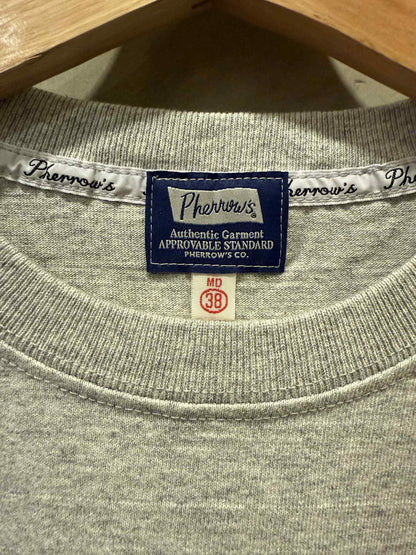 Pherrow's
Pherrow's
Pherrow's®
Authentic Garment
APPROVABLE STANDARD
PHERROW'S CO.
MD
38